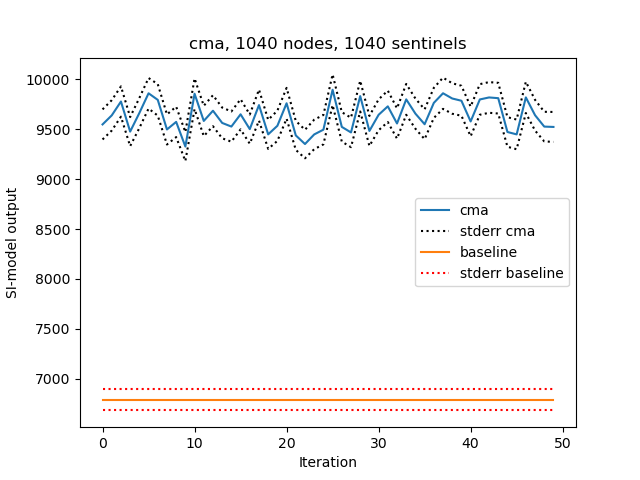 cma, 1040 nodes, 1040 sentinels
10000
9500
9000
8500
8000
7500
7000
SI-model output
cma
stderr cma
baseline
stderr baseline
0
10
20
30
40
50
Iteration